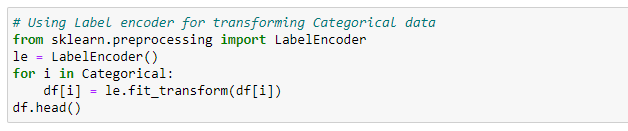 # Using Label encoder for transforming Categorical data
from sklearn.preprocessing import LabelEncoder
le = LabelEncoder()
for i in Categorical:
    df[i] = le.fit_transform(df[i])
df.head()